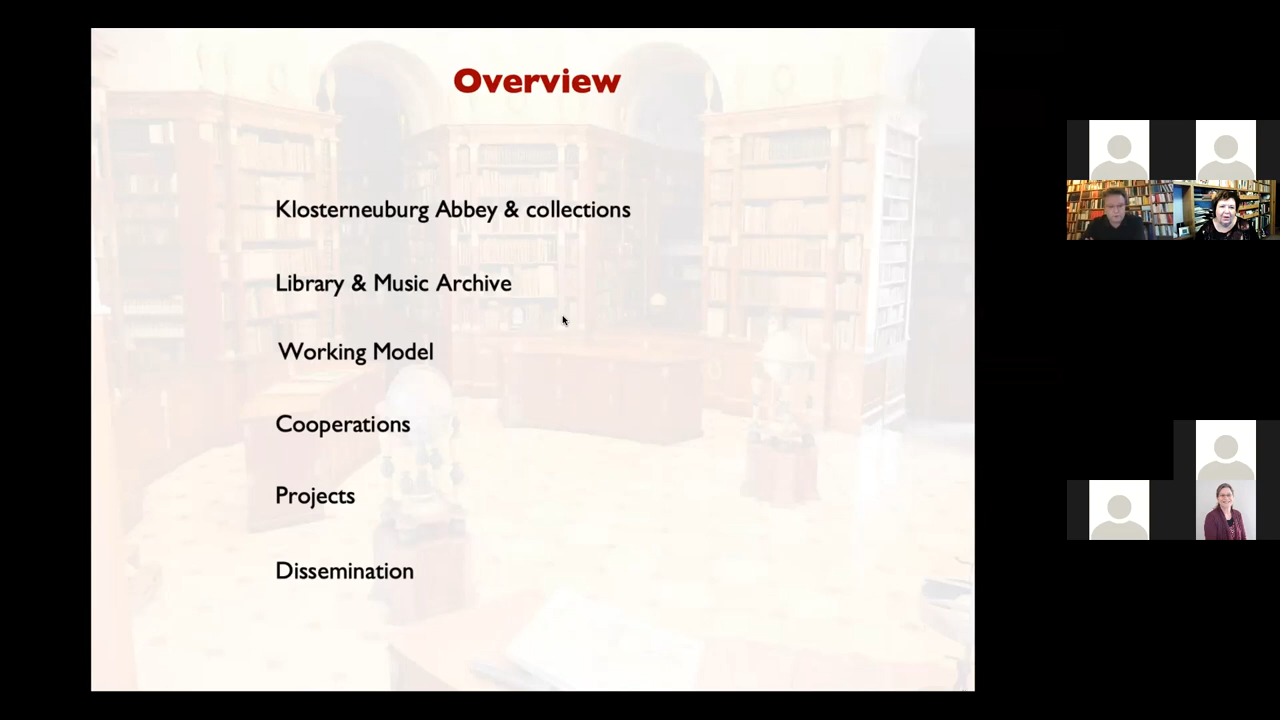 Overview
Klosterneuburg Abbey & collections
Library & Music Archive
Working Model
Cooperations
Projects
Dissemination